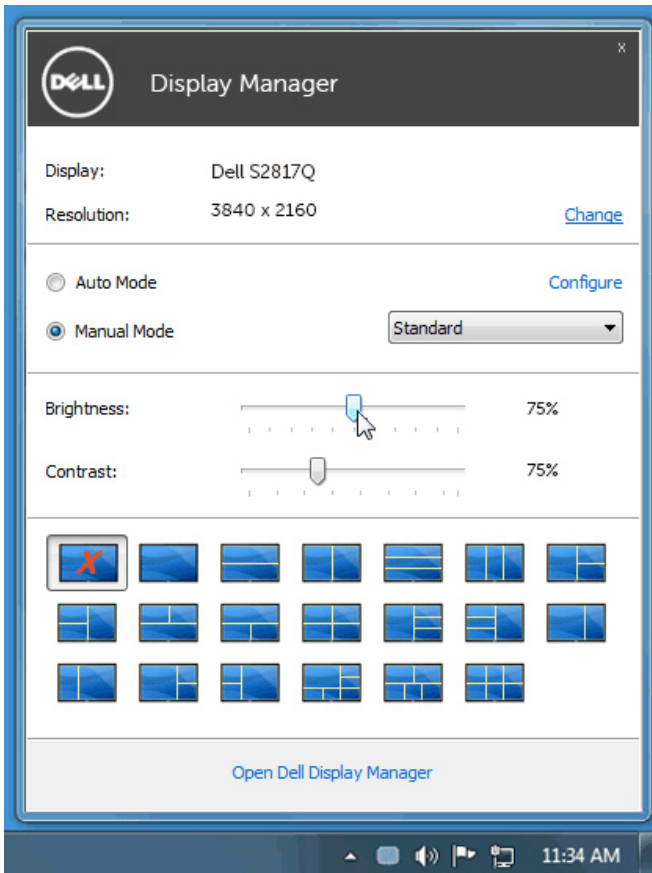 DELL
Display Manager
x
Display: Dell S2817Q
Resolution: 3840 x 2160 Change
Auto Mode Configure
Manual Mode Standard
Brightness: 75%
Contrast: 75%
X
Open Dell Display Manager
11:34 AM